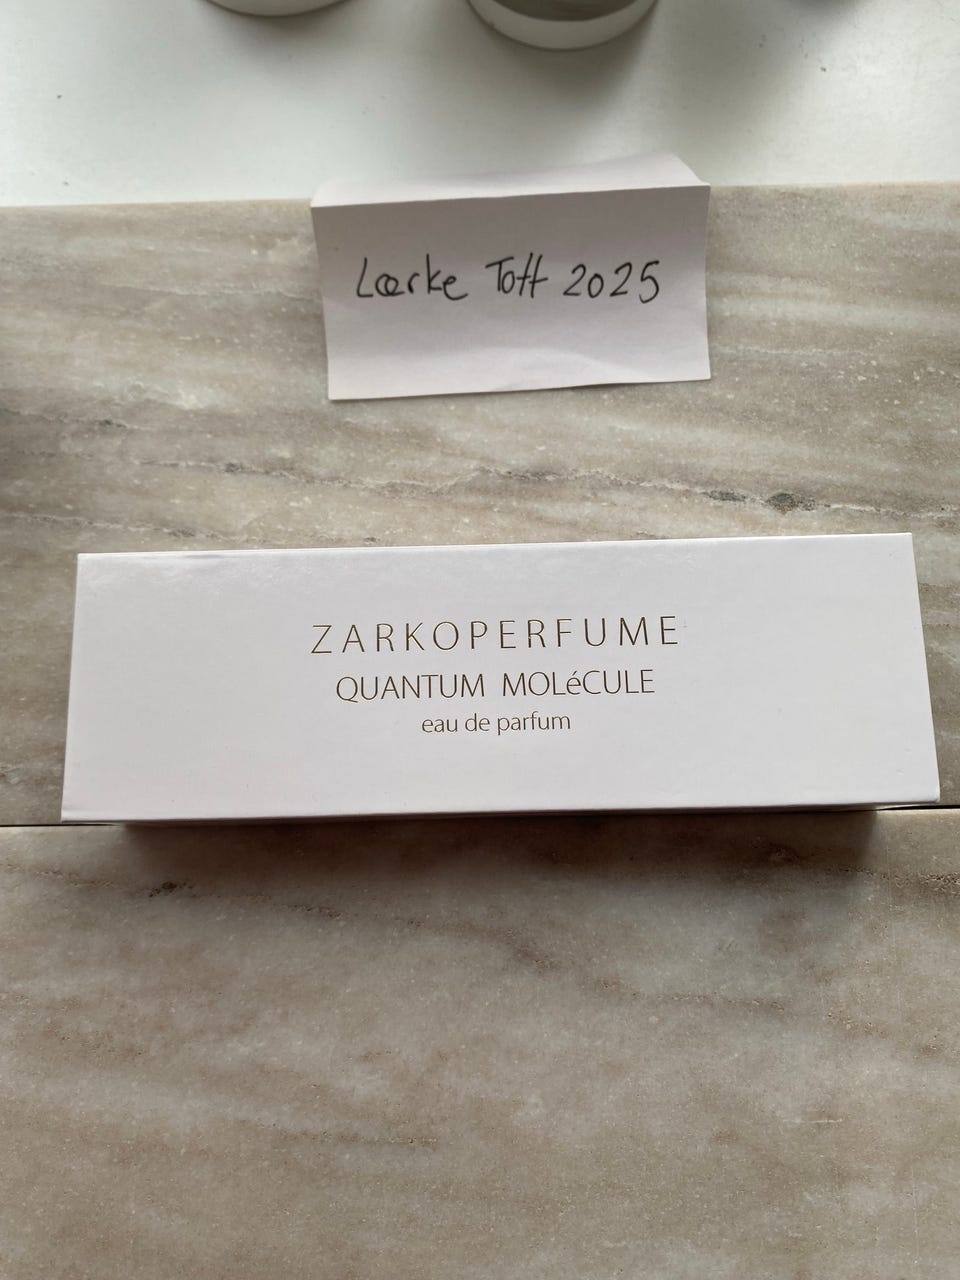 Lærke Toft 2025
ZARKOPERFUME
QUANTUM MOLéCULE
eau de parfum